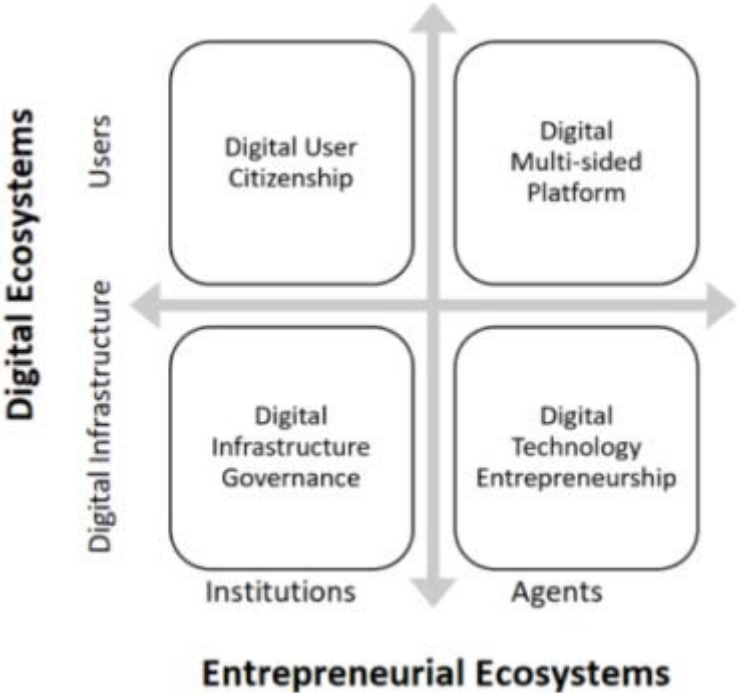 Digital Ecosystems
Users
Digital Infrastructure
Digital User
Citizenship
Digital
Multi-sided
Platform
Digital
Infrastructure
Governance
Digital
Technology
Entrepreneurship
Institutions
Agents
Entrepreneurial Ecosystems